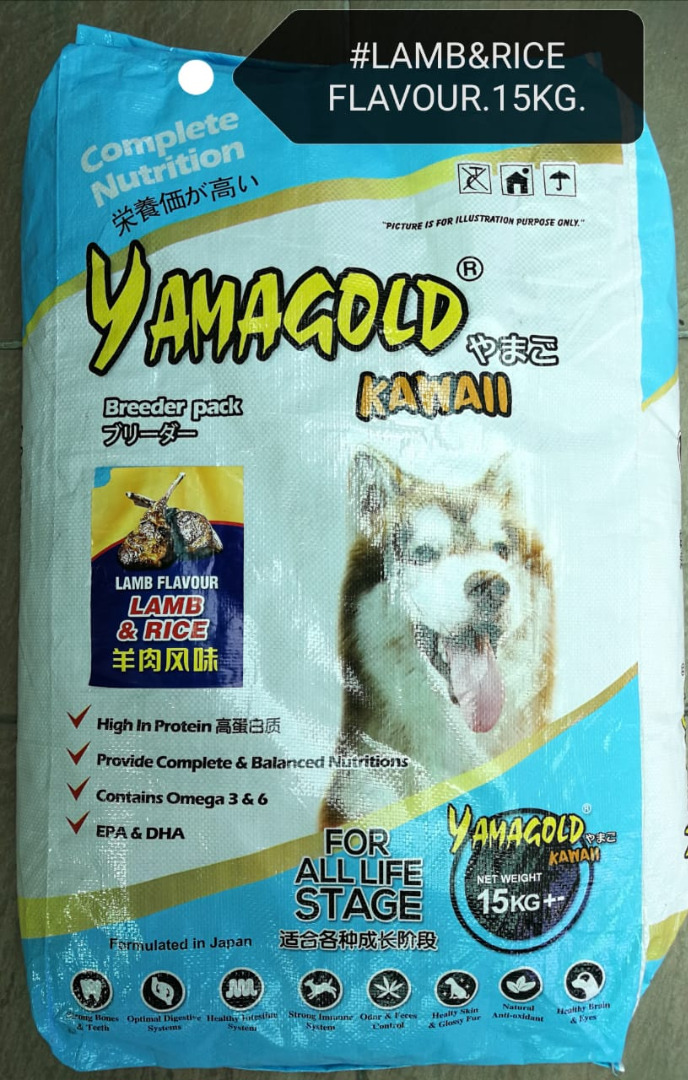 #LAMB&RICE
FLAVOUR.15KG.
Complete
Nutrition
栄養価が高い
"PICTURE IS FOR ILLUSTRATION PURPOSE ONLY."
YAMAGOLD®
やまご
KAWAII
Breeder pack
ブリーダー
LAMB FLAVOUR
LAMB
& RICE
羊肉风味
High In Protein 高蛋白质
Provide Complete & Balanced Nutritions
Contains Omega 3 & 6
EPA & DHA
FOR
ALL LIFE
STAGE
适合各种成长阶段
YAMAGOLD®
やまご
KAWAII
NET WEIGHT
15KG+-
Formulated in Japan
Strong Bones
& Teeth
Optimal Digestive
Systems
Healthy Intestine
System
Strong Immune
System
Odor & Feces
Control
Healty Skin
& Glossy Fur
Natural
Anti-oxidant
Healthy Brain
& Eyes